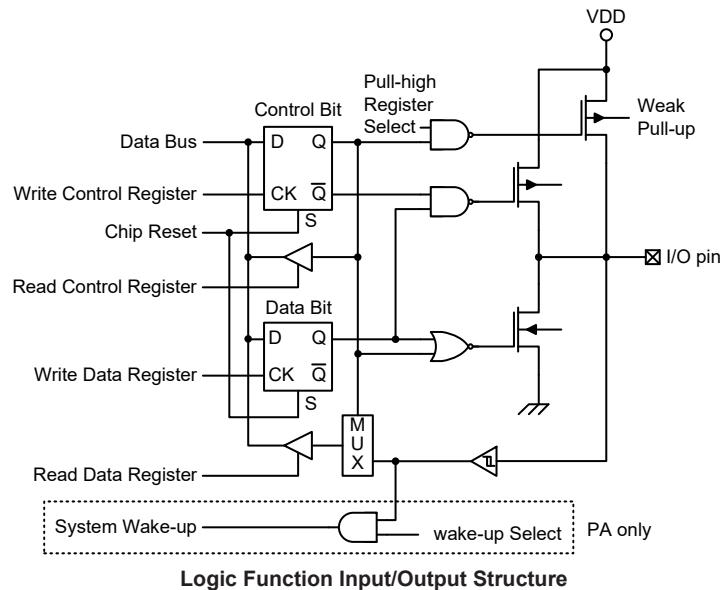 VDD
Pull-high
Register
Select
Weak
Pull-up
Control Bit
Data Bus
D
Q
Write Control Register
CK
Q
S
Chip Reset
I/O pin
Read Control Register
Data Bit
D
Q
Write Data Register
CK
Q
S
M
U
X
Read Data Register
System Wake-up
wake-up Select
PA only
Logic Function Input/Output Structure